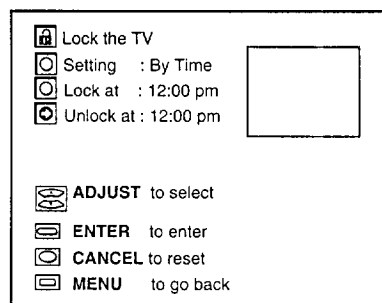 Lock the TV
Setting : By Time
Lock at : 12:00 pm
Unlock at : 12:00 pm
ADJUST to select
ENTER to enter
CANCEL to reset
MENU to go back